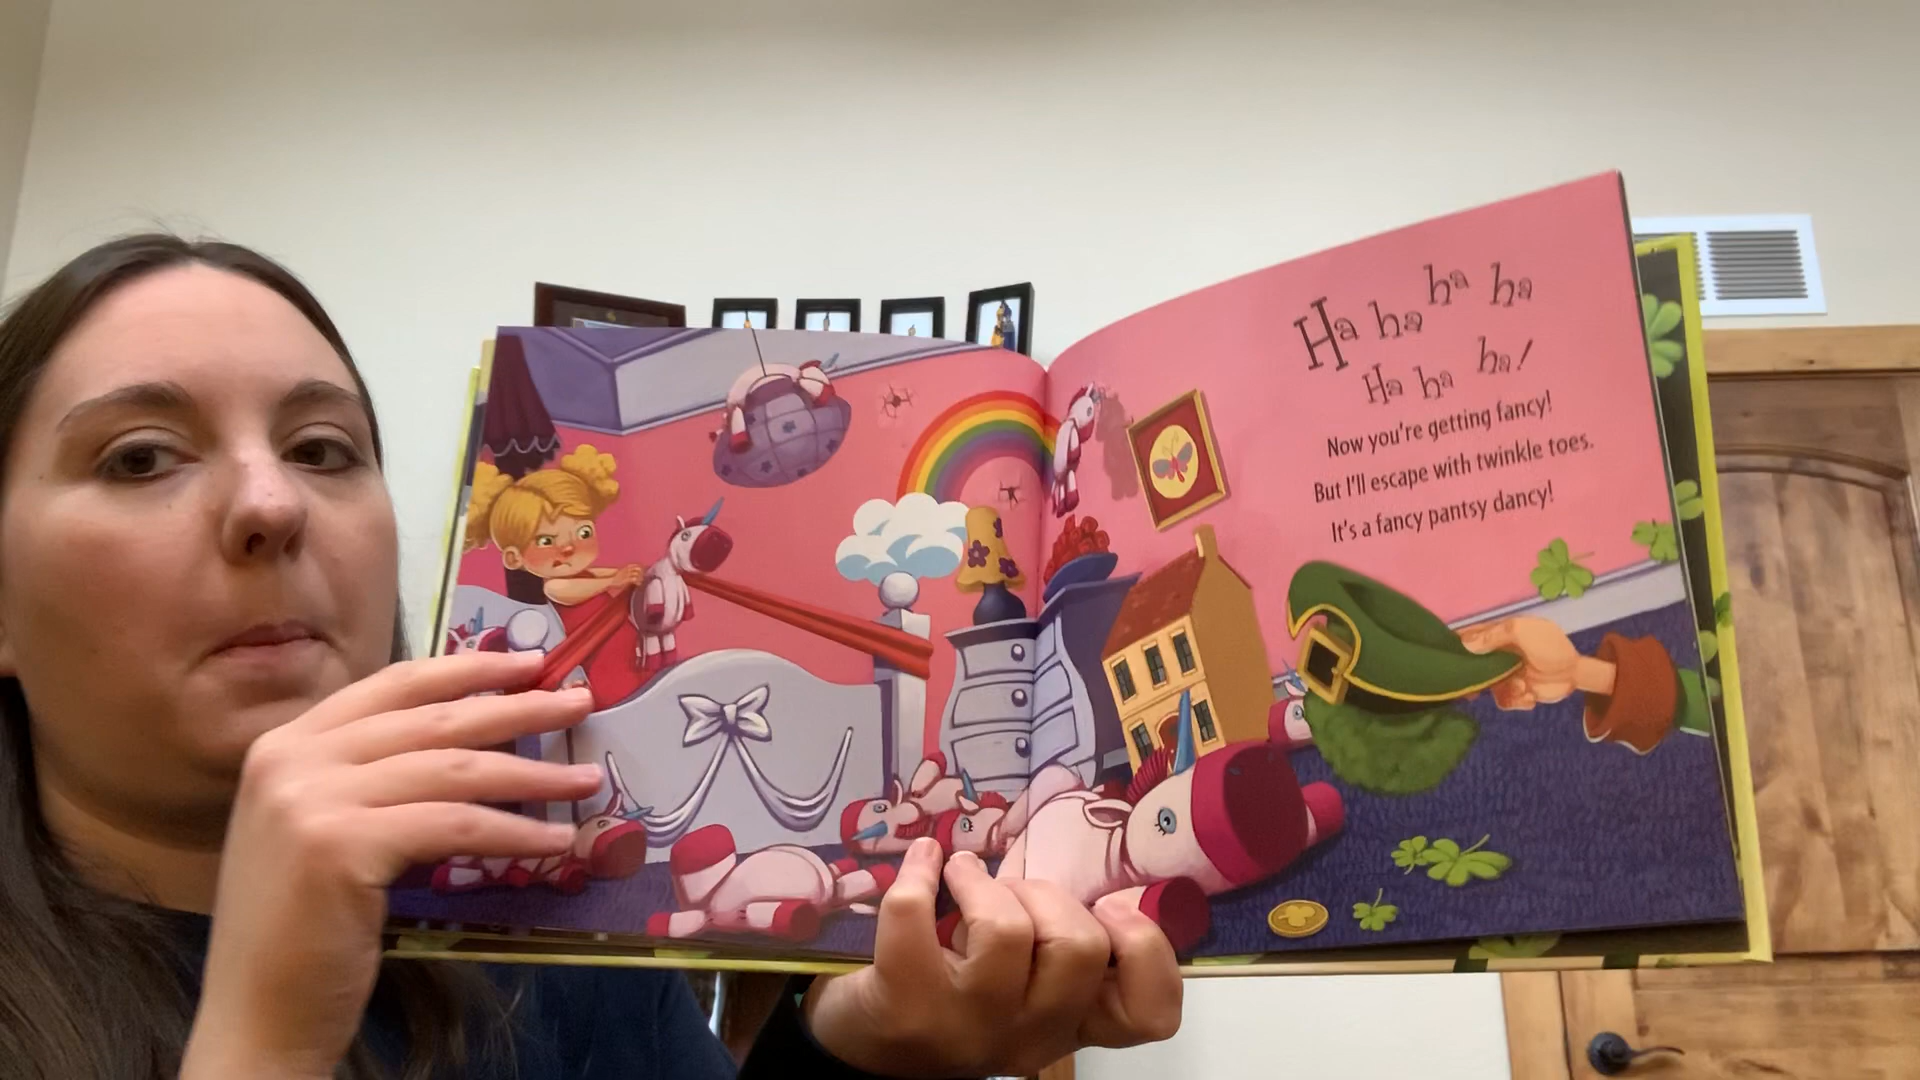 Ha ha ha ha
Ha ha ha!
Now you're getting fancy!
But I'll escape with twinkle toes.
It's a fancy pantsy dancy!